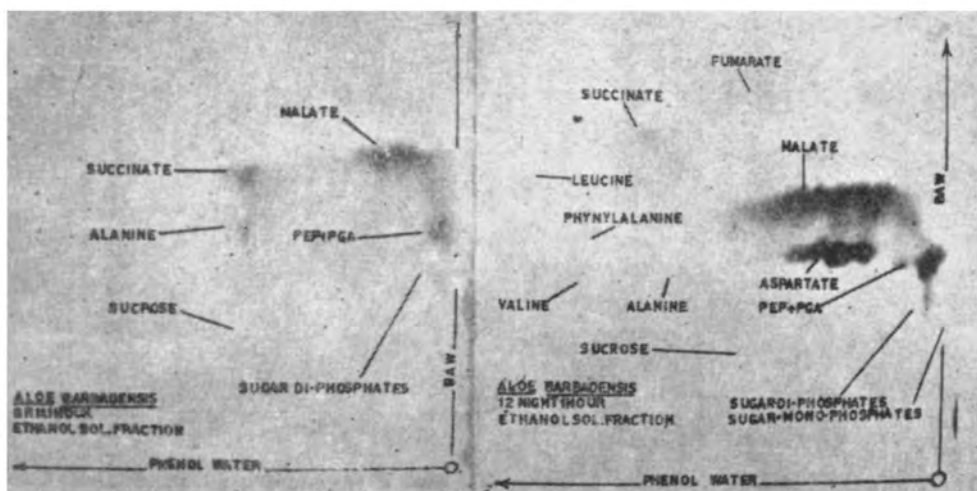 MALATE
SUCCINATE
ALANINE
PEP+PGA
SUCROSE
SUGAR DI-PHOSPHATES
BAW
ALOE BARBADENSIS
ETHANOL SOL. FRACTION
PHENOL WATER
FUMARATE
SUCCINATE
MALATE
LEUCINE
BAW
PHYNYLALANINE
ASPARTATE
VALINE
ALANINE
PEP+PGA
SUCROSE
ALOE BARBADENSIS
12 NIGHT 1 HOUR
ETHANOL SOL. FRACTION
SUGAR-DI-PHOSPHATES
SUGAR-MONO-PHOSPHATES
PHENOL WATER